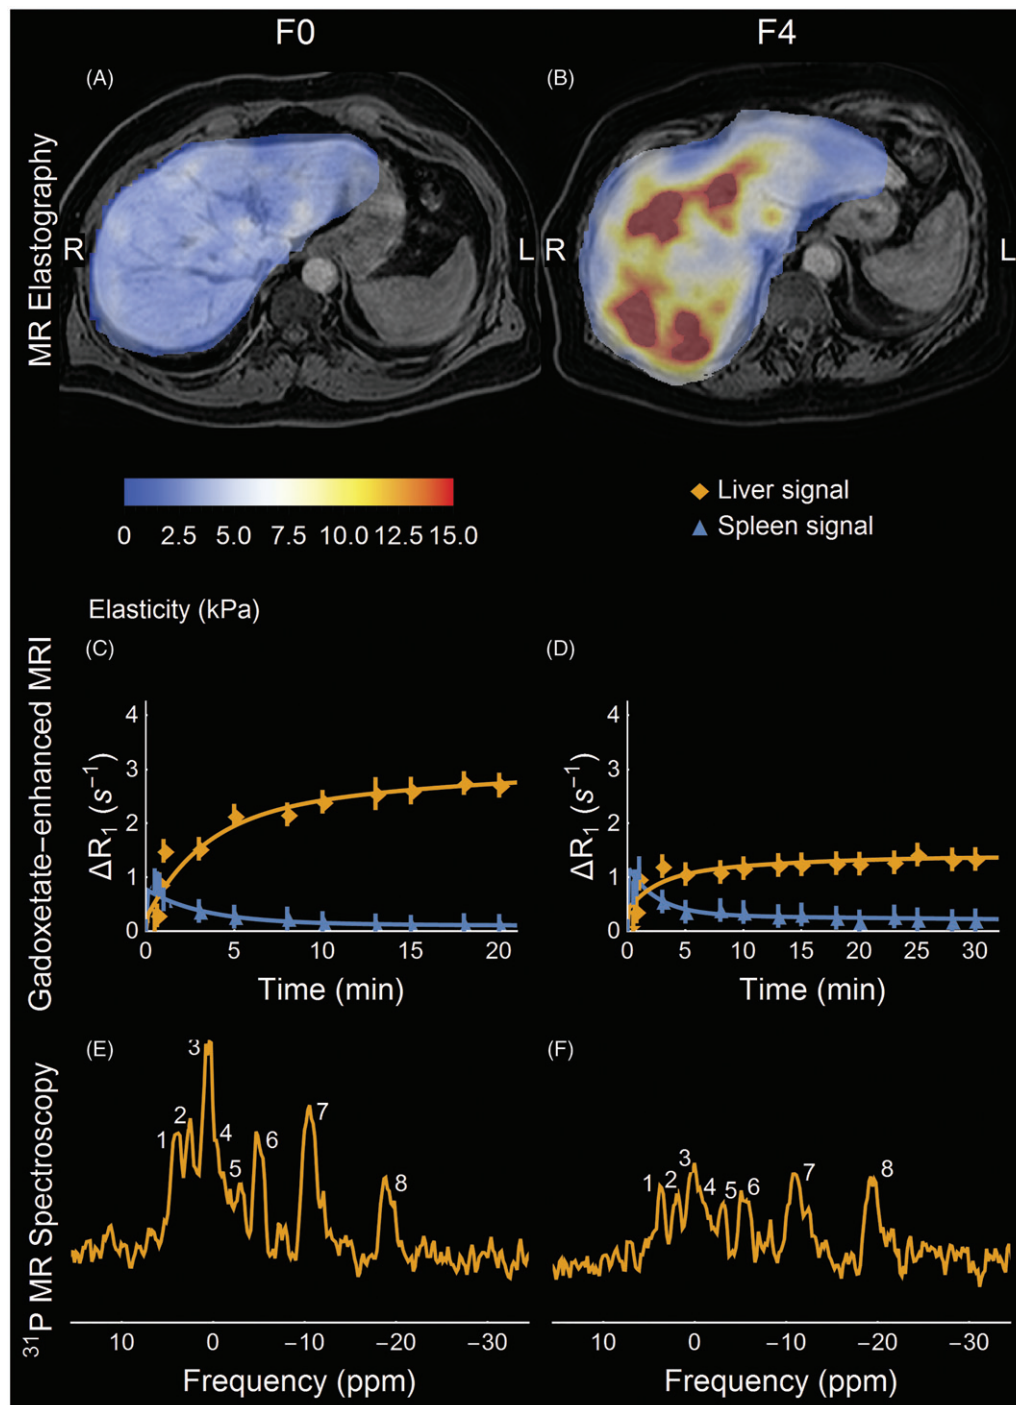 F0
F4
MR Elastography
(A)
(B)
R
L
R
L
0 2.5 5.0 7.5 10.0 12.5 15.0
Elasticity (kPa)
Liver signal
Spleen signal
Gadoxetate-enhanced MRI
(C)
4
3
2
1
0
ΔR₁ (s⁻¹)
0 5 10 15 20
Time (min)
(D)
4
3
2
1
0
ΔR₁ (s⁻¹)
0 5 10 15 20 25 30
Time (min)
³¹P MR Spectroscopy
(E)
1 2 3 4 5 6 7 8
10 0 −10 −20 −30
Frequency (ppm)
(F)
1 2 3 4 5 6 7 8
10 0 −10 −20 −30
Frequency (ppm)